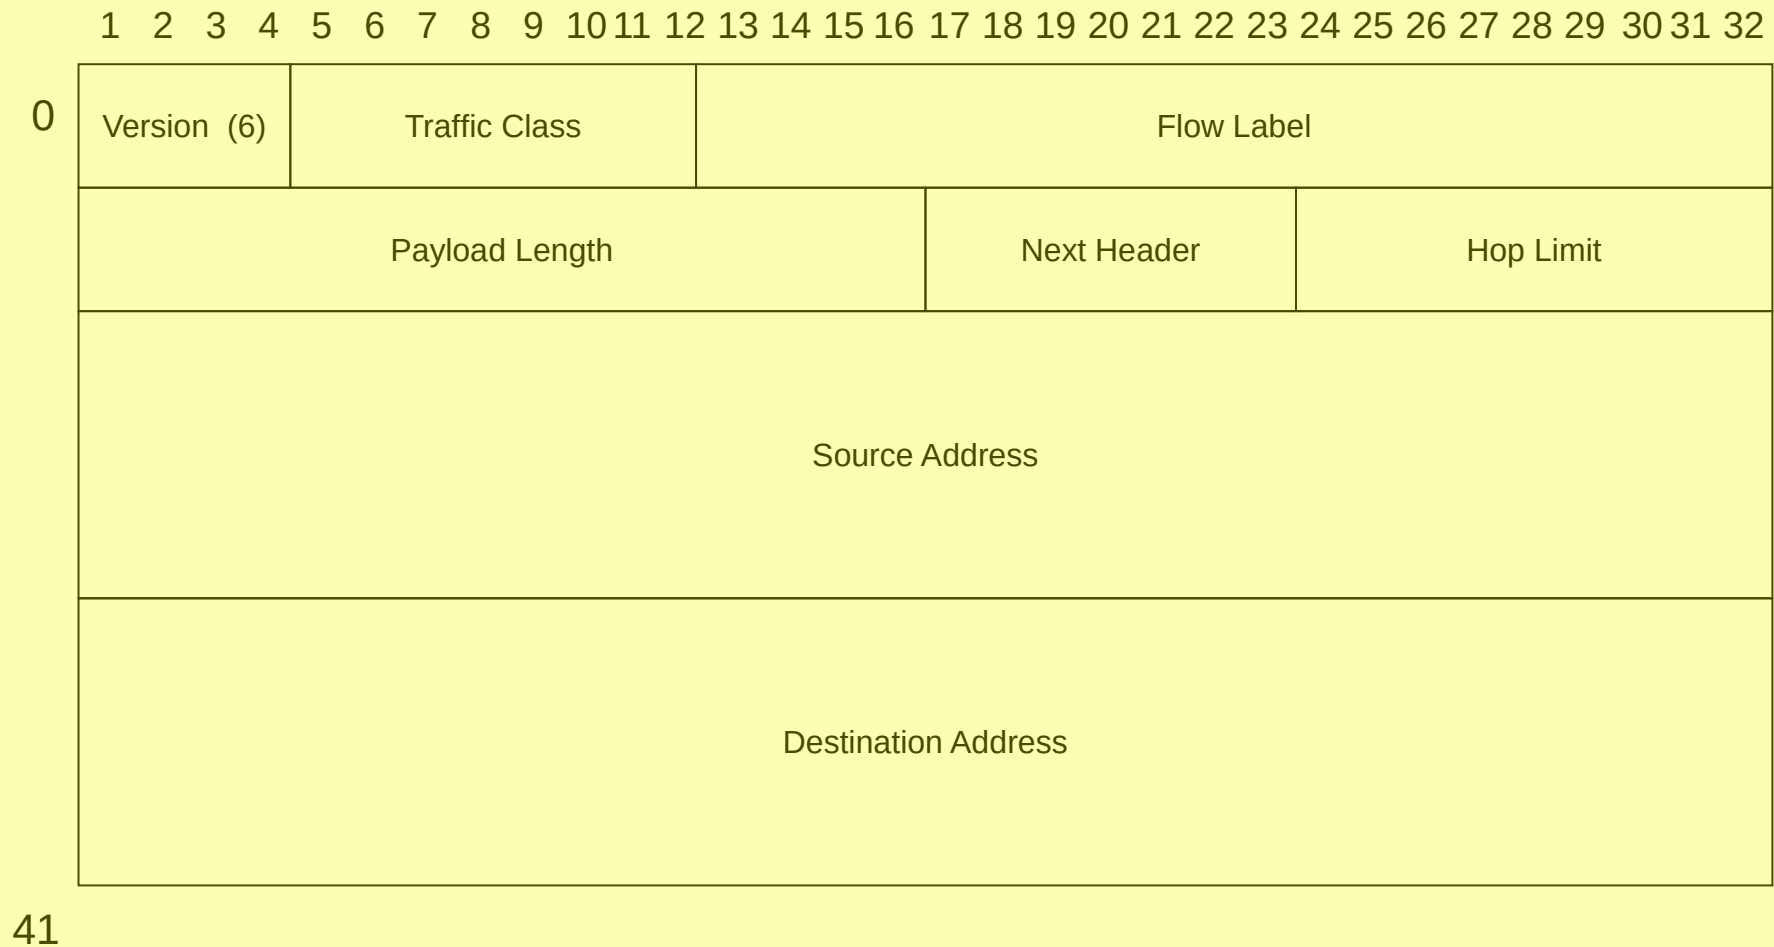 1 2 3 4 5 6 7 8 9 10 11 12 13 14 15 16 17 18 19 20 21 22 23 24 25 26 27 28 29 30 31 32
0
Version (6) Traffic Class Flow Label
Payload Length Next Header Hop Limit
Source Address
Destination Address
41